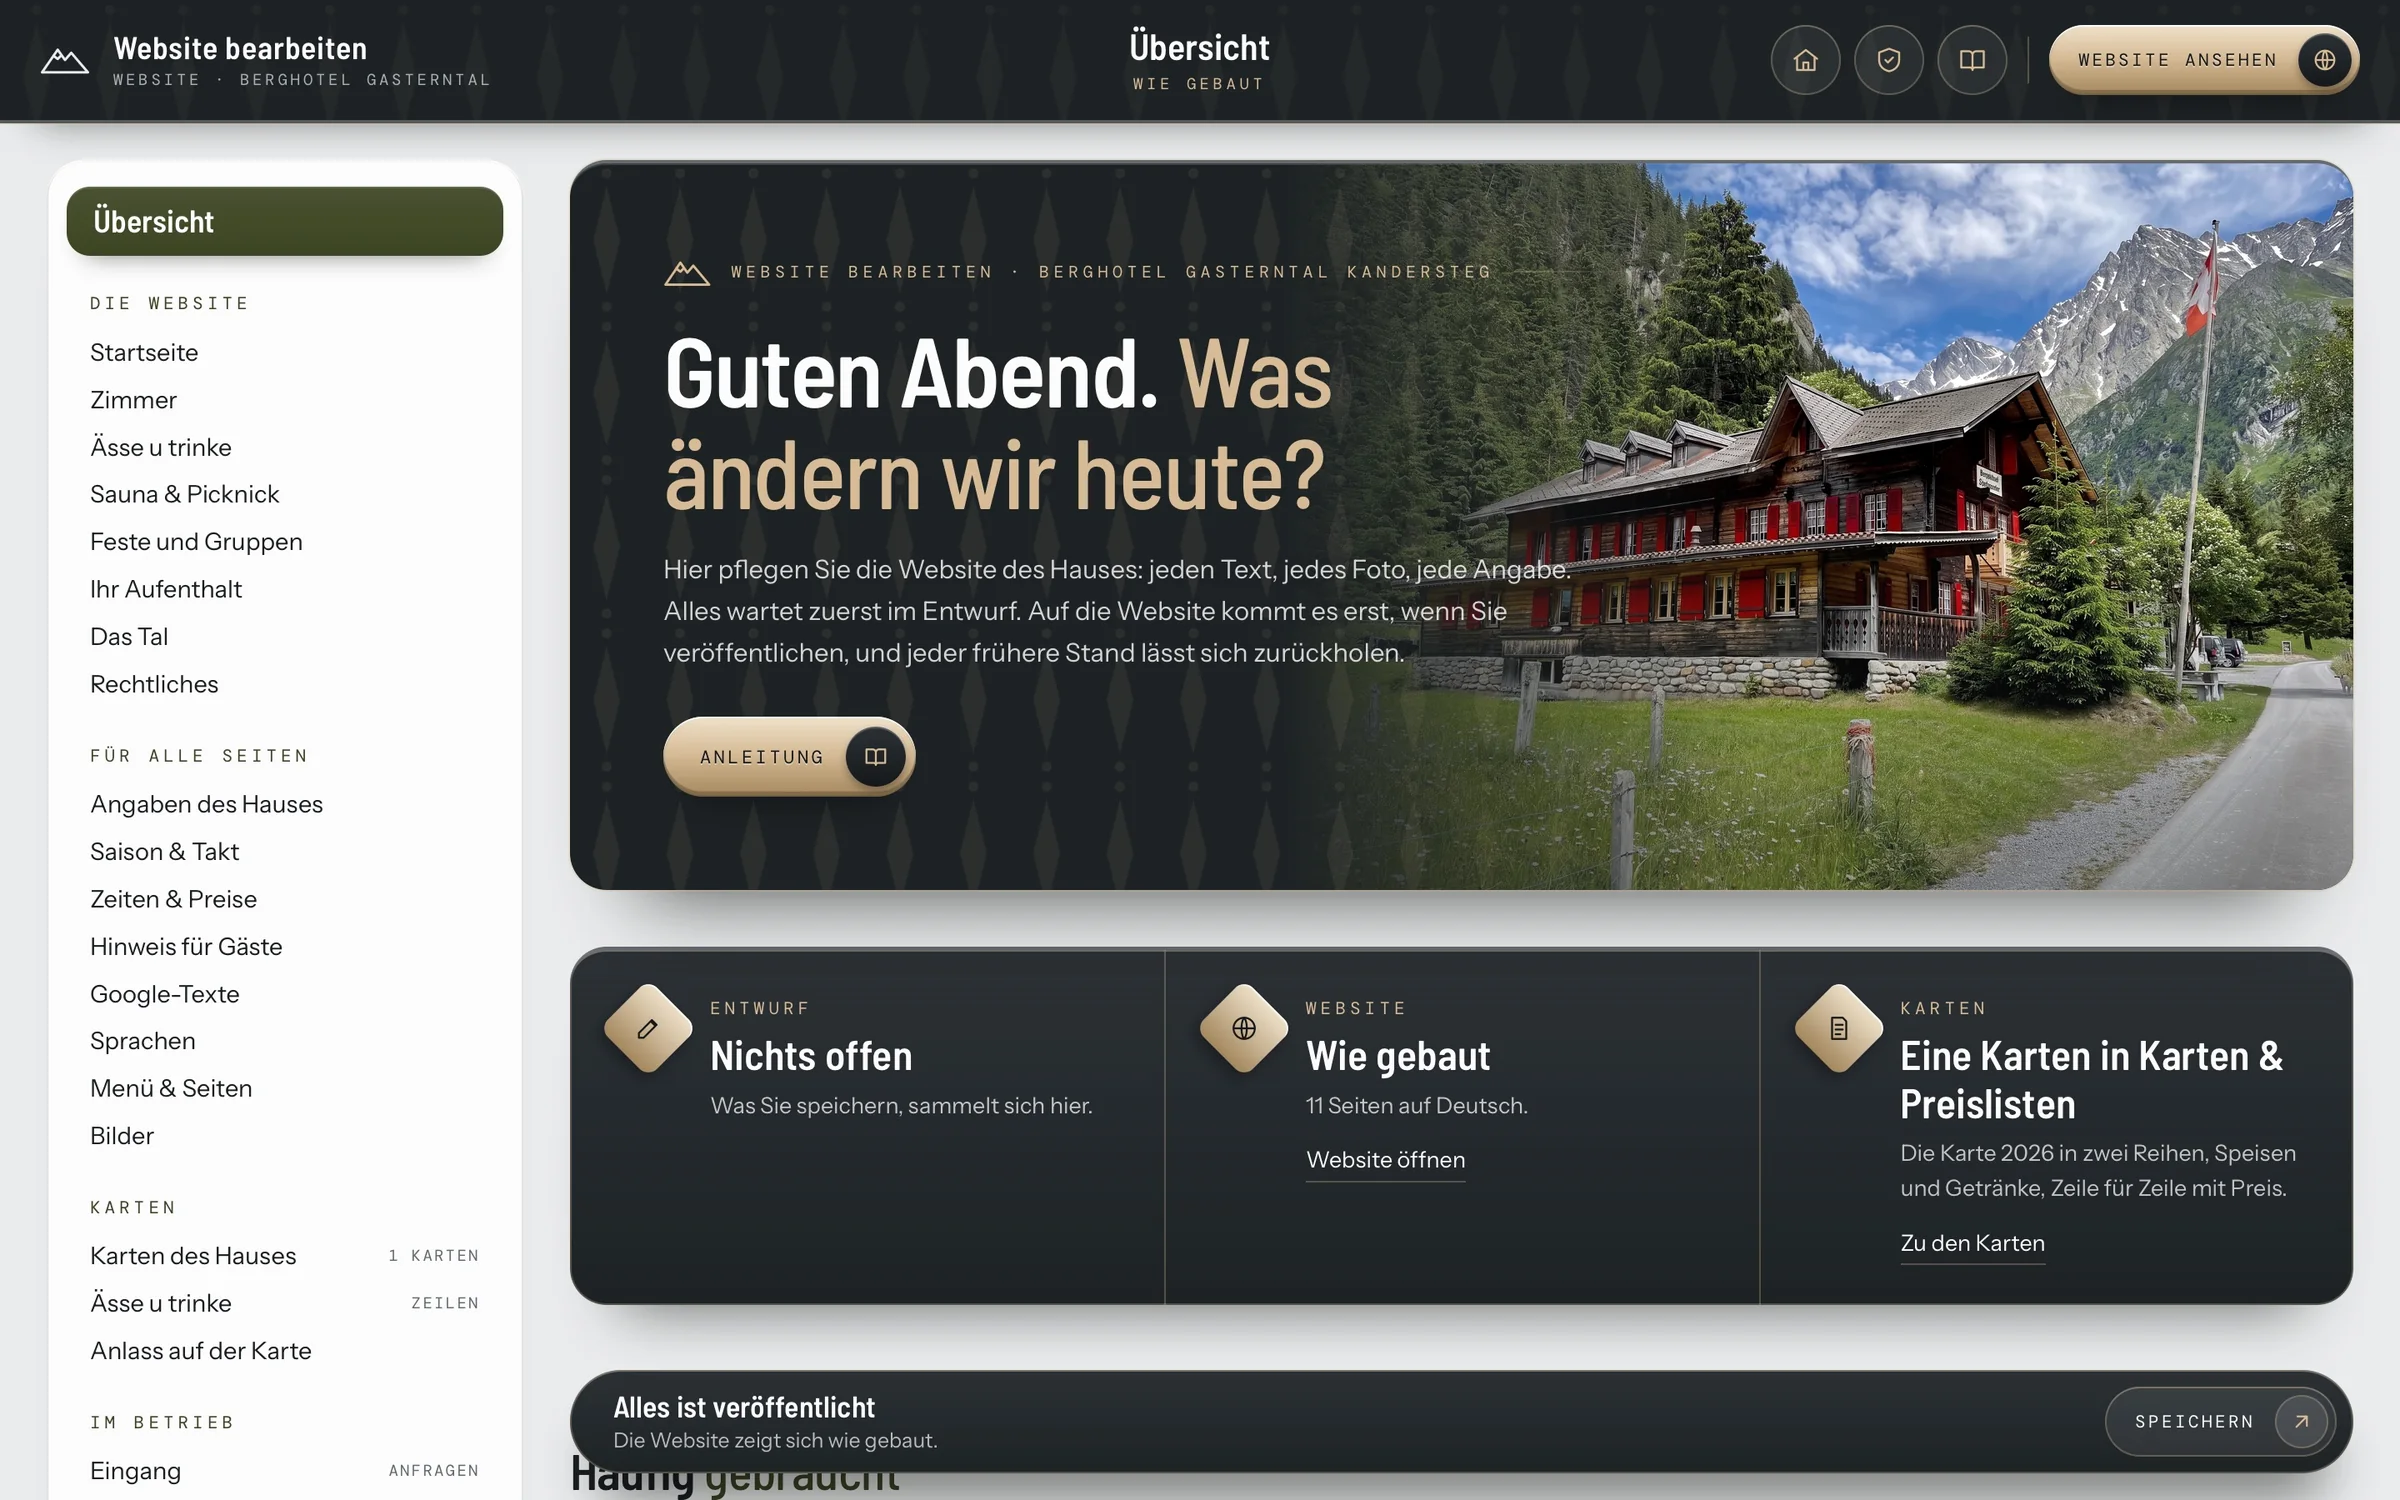 Website bearbeiten
WEBSITE · BERGHOTEL GASTERNTAL
Übersicht
WIE GEBAUT
WEBSITE ANSEHEN
Übersicht
DIE WEBSITE
Startseite
Zimmer
Ässe u trinke
Sauna & Picknick
Feste und Gruppen
Ihr Aufenthalt
Das Tal
Rechtliches
FÜR ALLE SEITEN
Angaben des Hauses
Saison & Takt
Zeiten & Preise
Hinweis für Gäste
Google-Texte
Sprachen
Menü & Seiten
Bilder
KARTEN
Karten des Hauses 1 KARTEN
Ässe u trinke ZEILEN
Anlass auf der Karte
IM BETRIEB
Eingang ANFRAGEN
WEBSITE BEARBEITEN · BERGHOTEL GASTERNTAL KANDERSTEG
Guten Abend. Was
ändern wir heute?
Hier pflegen Sie die Website des Hauses: jeden Text, jedes Foto, jede Angabe.
Alles wartet zuerst im Entwurf. Auf die Website kommt es erst, wenn Sie
veröffentlichen, und jeder frühere Stand lässt sich zurückholen.
ANLEITUNG
ENTWURF
Nichts offen
Was Sie speichern, sammelt sich hier.
WEBSITE
Wie gebaut
11 Seiten auf Deutsch.
Website öffnen
KARTEN
Eine Karten in Karten &
Preislisten
Die Karte 2026 in zwei Reihen, Speisen
und Getränke, Zeile für Zeile mit Preis.
Zu den Karten
Alles ist veröffentlicht
Die Website zeigt sich wie gebaut.
SPEICHERN
Häufig gebraucht